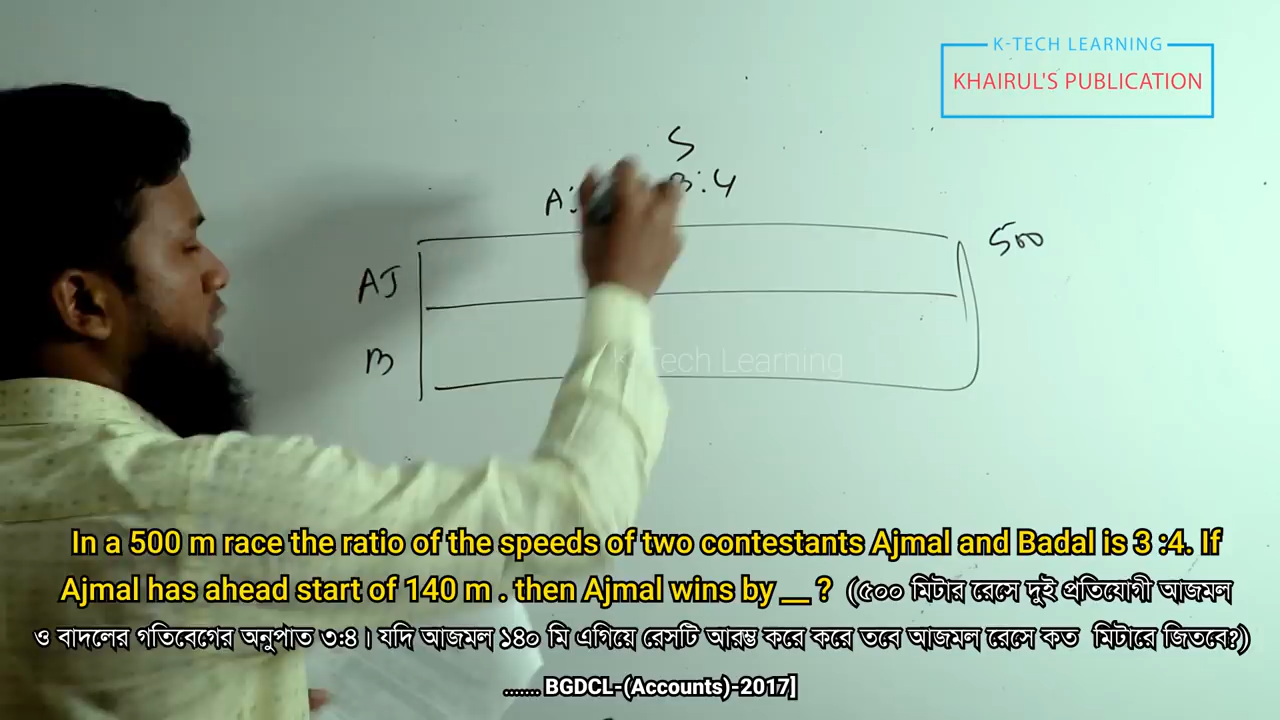 K-TECH LEARNING
KHAIRUL'S PUBLICATION
S
A: B:4
500
AJ
B
K-Tech Learning
In a 500 m race the ratio of the speeds of two contestants Ajmal and Badal is 3 :4. If
Ajmal has ahead start of 140 m . then Ajmal wins by __ ? (৫০০ মিটার রেসে দুই প্রতিযোগী আজমল
ও বাদলের গতিবেগের অনুপাত ৩:৪। যদি আজমল ১৪০ মি এগিয়ে রেসটি আরম্ভ করে করে তবে আজমল রেসে কত মিটারে জিতবে?)
....... BGDCL-(Accounts)-2017]